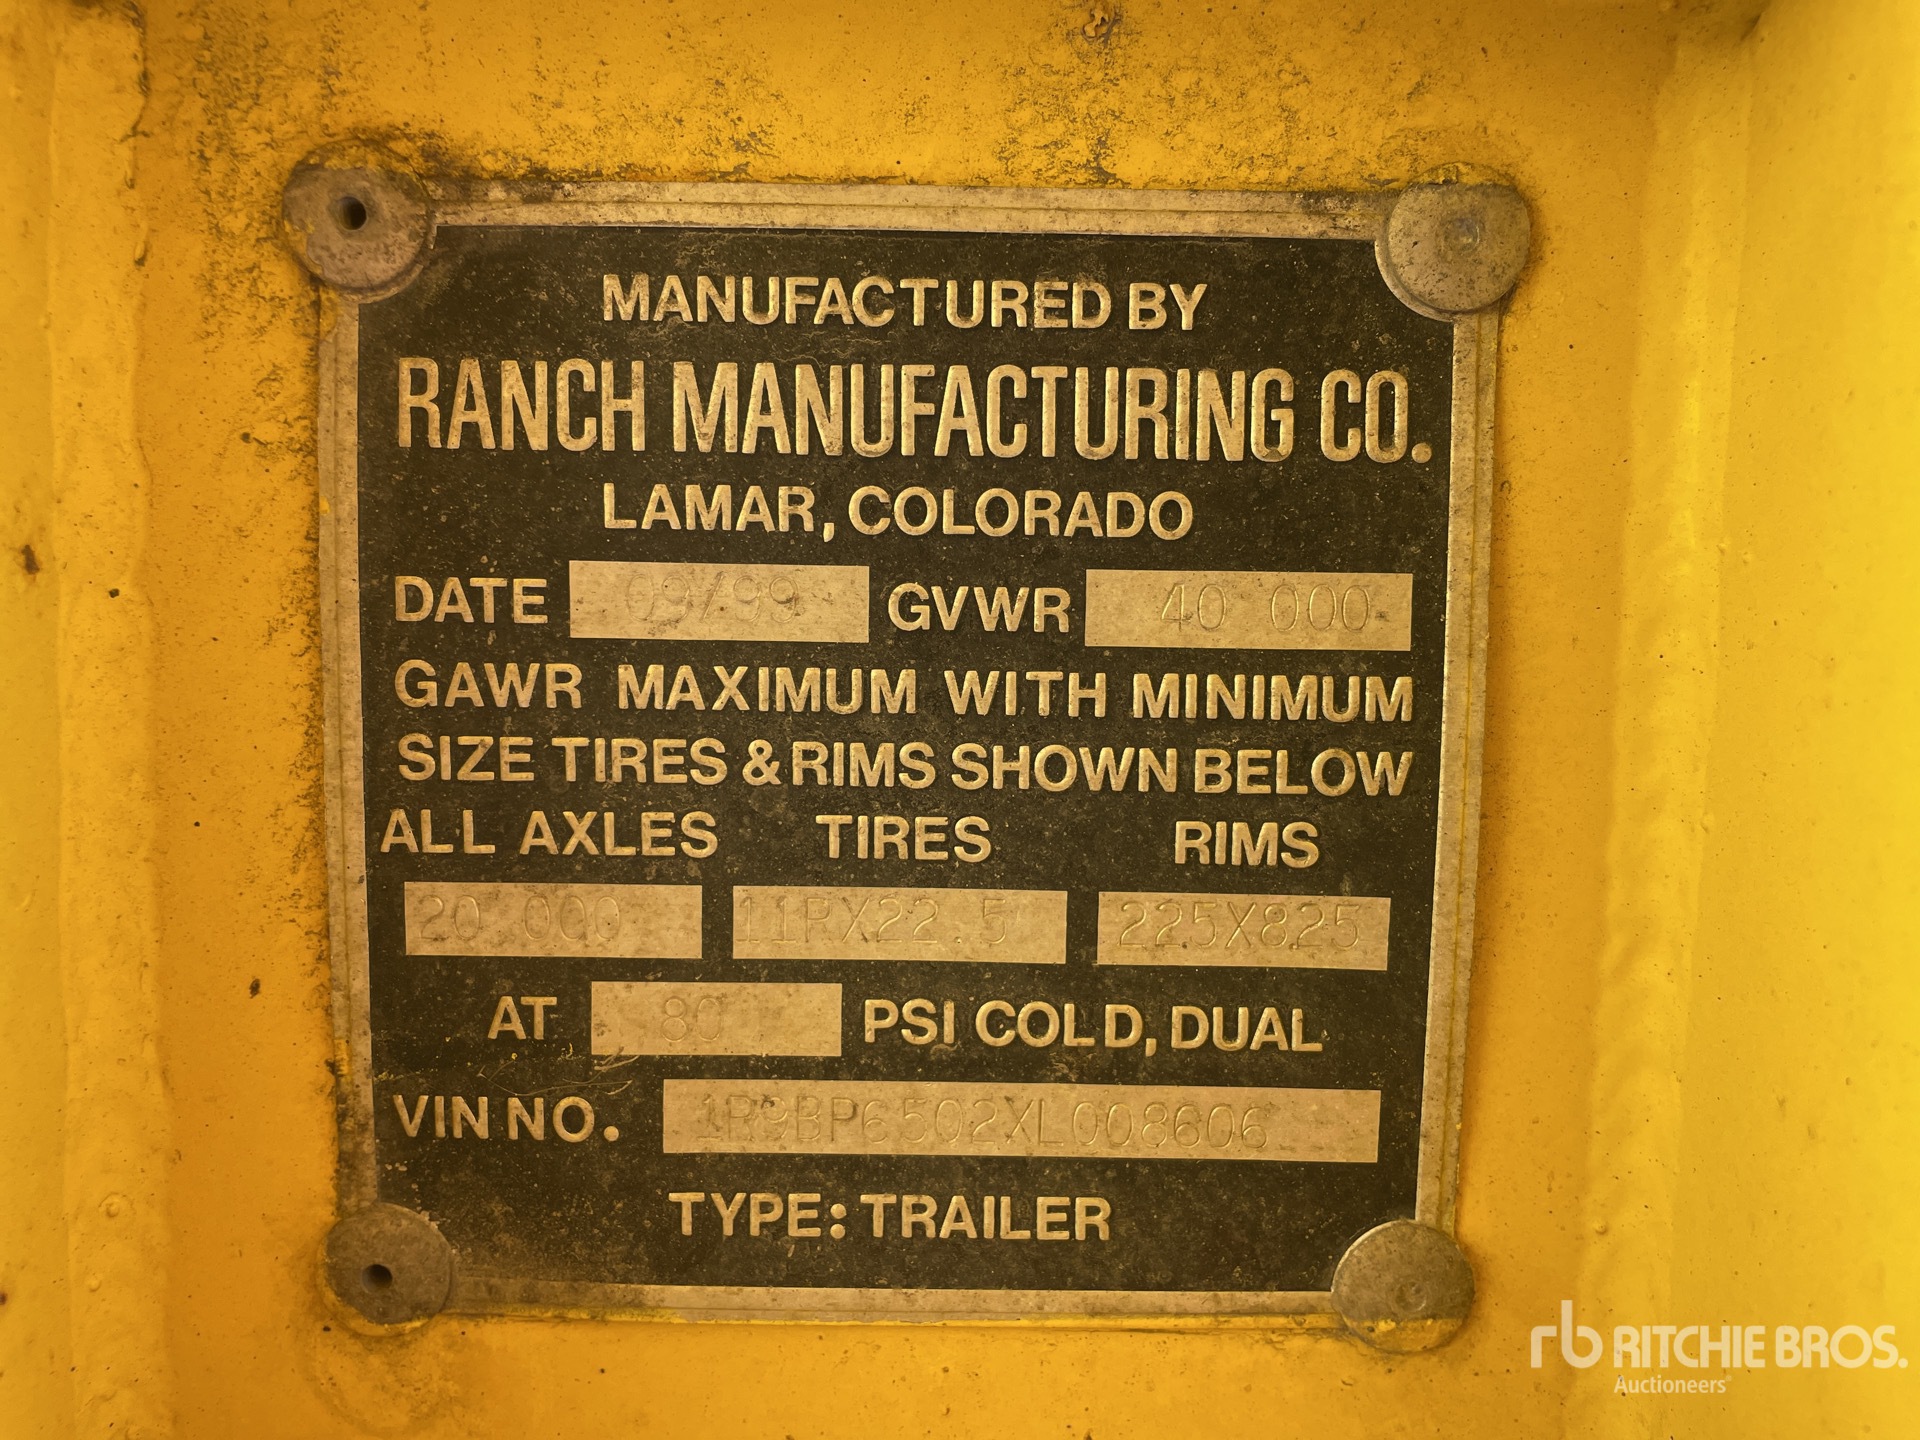 MANUFACTURED BY
RANCH MANUFACTURING CO.
LAMAR, COLORADO
DATE 09/99 GVWR 40 000
GAWR MAXIMUM WITH MINIMUM
SIZE TIRES & RIMS SHOWN BELOW
ALL AXLES TIRES RIMS
20 000 11RX22.5 225X825
AT 80 PSI COLD, DUAL
VIN NO. 1R9BP6502XL008606
TYPE: TRAILER
rb RITCHIE BROS.
Auctioneers